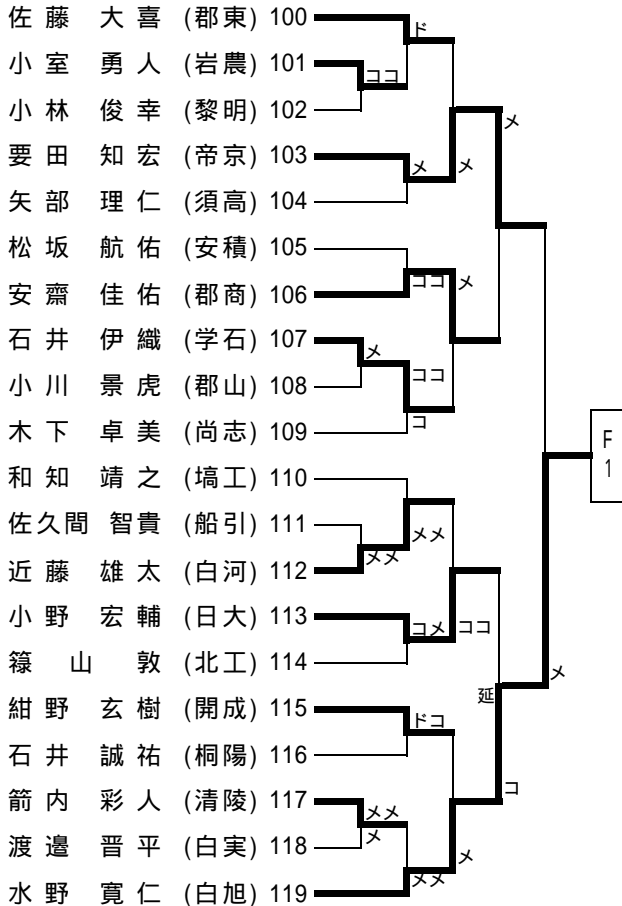 佐藤 大喜 (郡東) 100
ド
小室 勇人 (岩農) 101
ココ
小林 俊幸 (黎明) 102
メ
要田 知宏 (帝京) 103
メ メ
矢部 理仁 (須高) 104
松坂 航佑 (安積) 105
ココ メ
安齋 佳佑 (郡商) 106
石井 伊織 (学石) 107
メ
ココ
小川 景虎 (郡山) 108
コ
木下 卓美 (尚志) 109
F
1
和知 靖之 (塙工) 110
佐久間 智貴 (船引) 111
メメ
メメ
近藤 雄太 (白河) 112
小野 宏輔 (日大) 113
コメ ココ
簶山 敦 (北工) 114
メ
延
紺野 玄樹 (開成) 115
ドコ
石井 誠祐 (桐陽) 116
コ
箭内 彩人 (清陵) 117
メメ
メ
渡邉 晋平 (白実) 118
メ
メメ
水野 寛仁 (白旭) 119